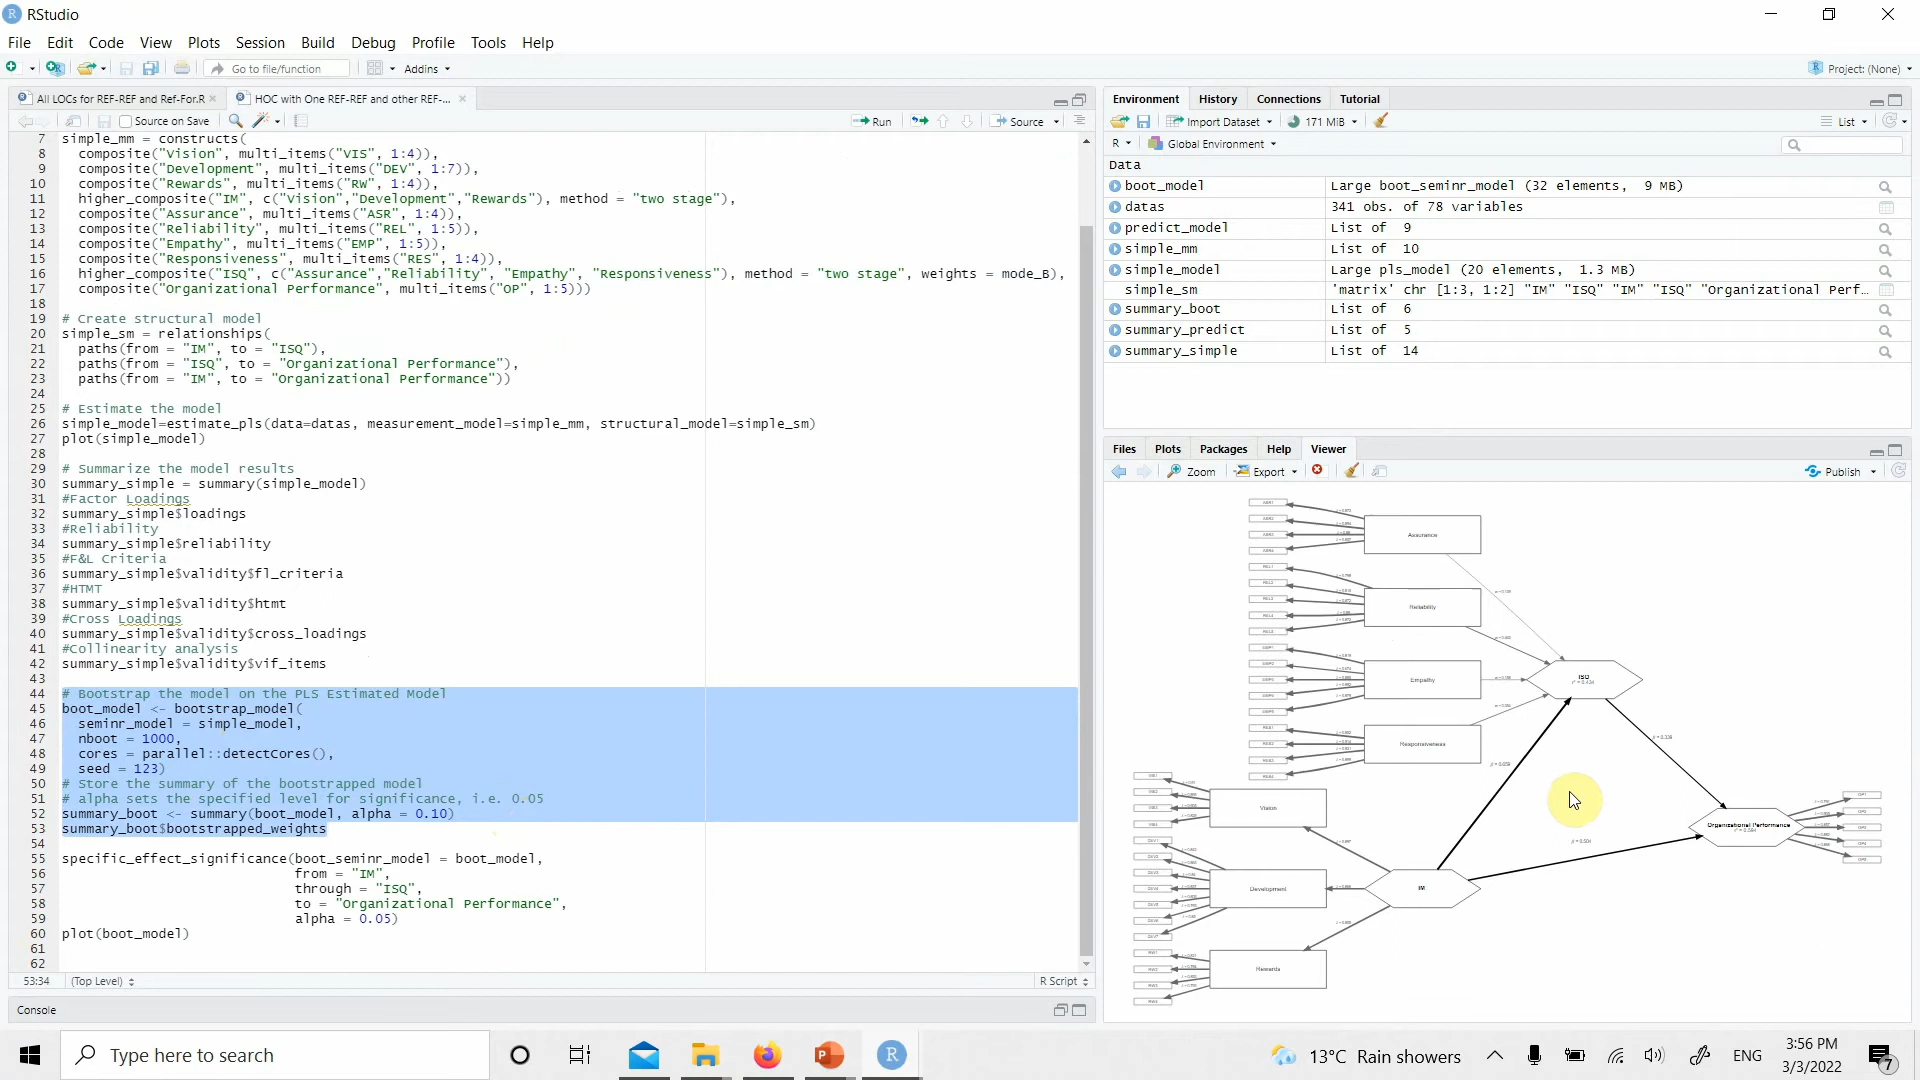 RStudio
File Edit Code View Plots Session Build Debug Profile Tools Help
Go to file/function Addins Project: (None)
All LOCs for REF-REF and Ref-For.R HOC with One REF-REF and other REF-...
Source on Save Run Source
7 simple_mm = constructs(
8 composite("Vision", multi_items("VIS", 1:4)),
9 composite("Development", multi_items("DEV", 1:7)),
10 composite("Rewards", multi_items("RW", 1:4)),
11 higher_composite("IM", c("Vision","Development","Rewards"), method = "two stage"),
12 composite("Assurance", multi_items("ASR", 1:4)),
13 composite("Reliability", multi_items("REL", 1:5)),
14 composite("Empathy", multi_items("EMP", 1:5)),
15 composite("Responsiveness", multi_items("RES", 1:4)),
16 higher_composite("ISQ", c("Assurance","Reliability", "Empathy", "Responsiveness"), method = "two stage", weights = mode_B),
17 composite("Organizational Performance", multi_items("OP", 1:5)))
18
19 # Create structural model
20 simple_sm = relationships(
21 paths(from = "IM", to = "ISQ"),
22 paths(from = "ISQ", to = "Organizational Performance"),
23 paths(from = "IM", to = "Organizational Performance"))
24
25 # Estimate the model
26 simple_model=estimate_pls(data=datas, measurement_model=simple_mm, structural_model=simple_sm)
27 plot(simple_model)
28
29 # Summarize the model results
30 summary_simple = summary(simple_model)
31 #Factor Loadings
32 summary_simple$loadings
33 #Reliability
34 summary_simple$reliability
35 #F&L Criteria
36 summary_simple$validity$fl_criteria
37 #HTMT
38 summary_simple$validity$htmt
39 #Cross Loadings
40 summary_simple$validity$cross_loadings
41 #Collinearity analysis
42 summary_simple$validity$vif_items
43
44 # Bootstrap the model on the PLS Estimated Model
45 boot_model <- bootstrap_model(
46 seminr_model = simple_model,
47 nboot = 1000,
48 cores = parallel::detectCores(),
49 seed = 123)
50 # Store the summary of the bootstrapped model
51 # alpha sets the specified level for significance, i.e. 0.05
52 summary_boot <- summary(boot_model, alpha = 0.10)
53 summary_boot$bootstrapped_weights
54
55 specific_effect_significance(boot_seminr_model = boot_model,
56 from = "IM",
57 through = "ISQ",
58 to = "Organizational Performance",
59 alpha = 0.05)
60 plot(boot_model)
61
62
53:34 (Top Level) R Script
Console
Environment History Connections Tutorial
Import Dataset 171 MiB List
R Global Environment
Data
boot_model Large boot_seminr_model (32 elements, 9 MB)
datas 341 obs. of 78 variables
predict_model List of 9
simple_mm List of 10
simple_model Large pls_model (20 elements, 1.3 MB)
simple_sm 'matrix' chr [1:3, 1:2] "IM" "ISQ" "IM" "ISQ" "Organizational Perf...
summary_boot List of 6
summary_predict List of 5
summary_simple List of 14
Files Plots Packages Help Viewer
Zoom Export Publish
Assurance
Reliability
Empathy
ISQ
Responsiveness
Vision
Organizational Performance
Development
IM
Rewards
Type here to search
13°C Rain showers
ENG
3:56 PM
3/3/2022
7